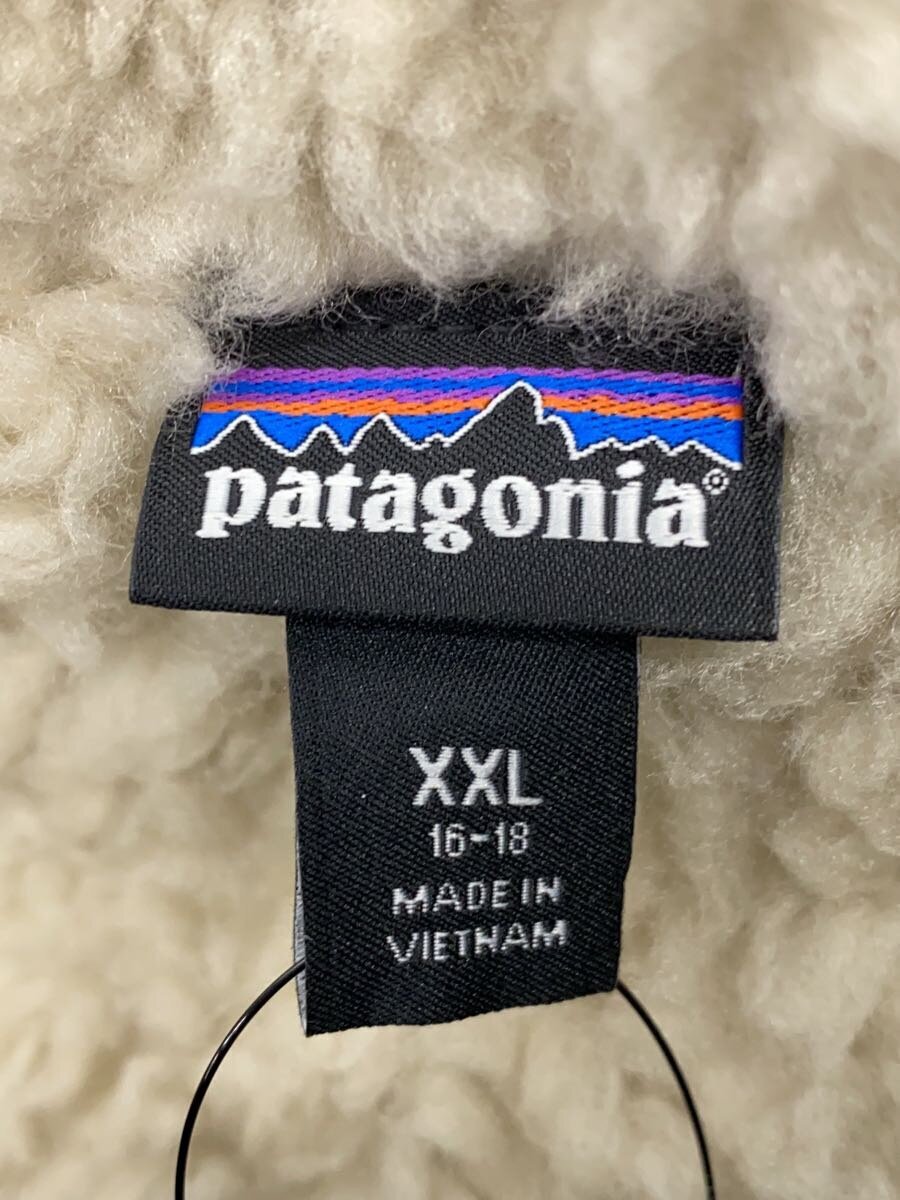 patagonia®
XXL
16-18
MADE IN
VIETNAM